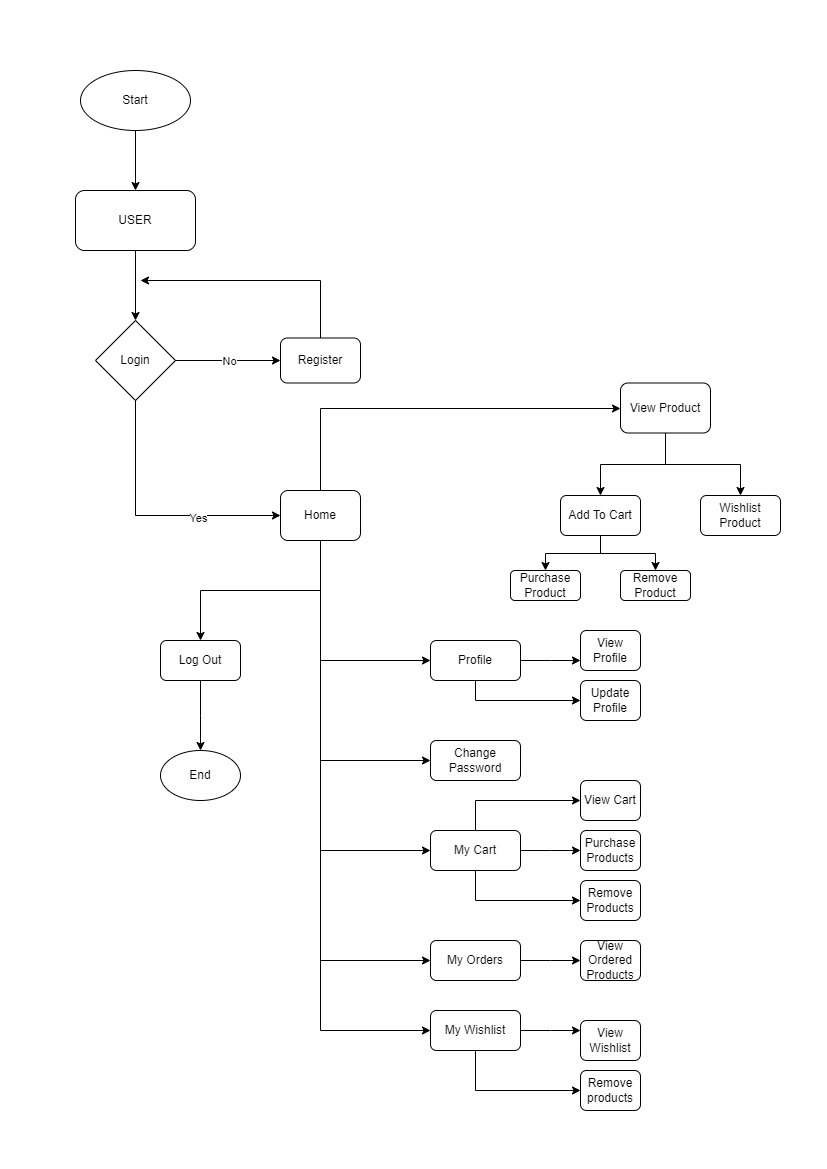 Start
USER
Login
No
Register
View Product
Yes
Home
Add To Cart
Wishlist
Product
Purchase
Product
Remove
Product
Log Out
End
Profile
View
Profile
Update
Profile
Change
Password
My Cart
View Cart
Purchase
Products
Remove
Products
My Orders
View
Ordered
Products
My Wishlist
View
Wishlist
Remove
products